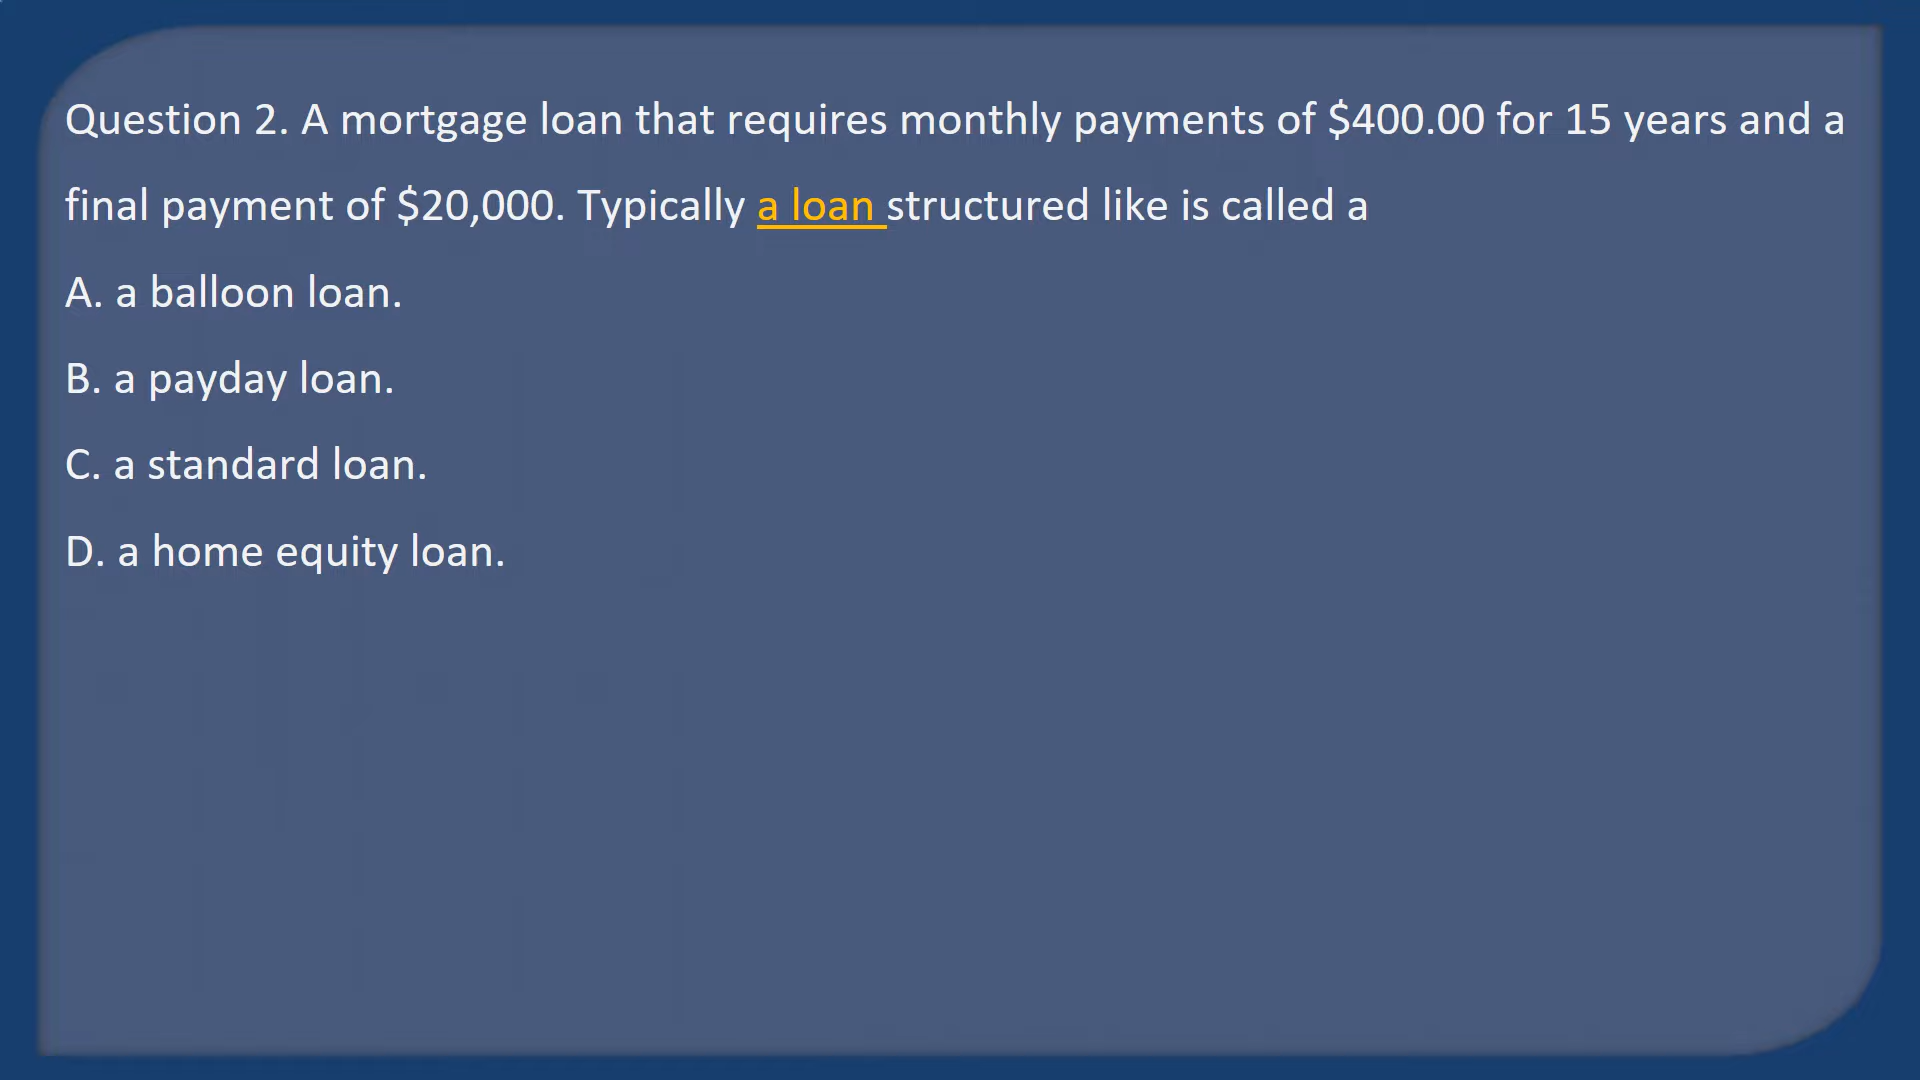 Question 2. A mortgage loan that requires monthly payments of $400.00 for 15 years and a
final payment of $20,000. Typically a loan structured like is called a
A. a balloon loan.
B. a payday loan.
C. a standard loan.
D. a home equity loan.